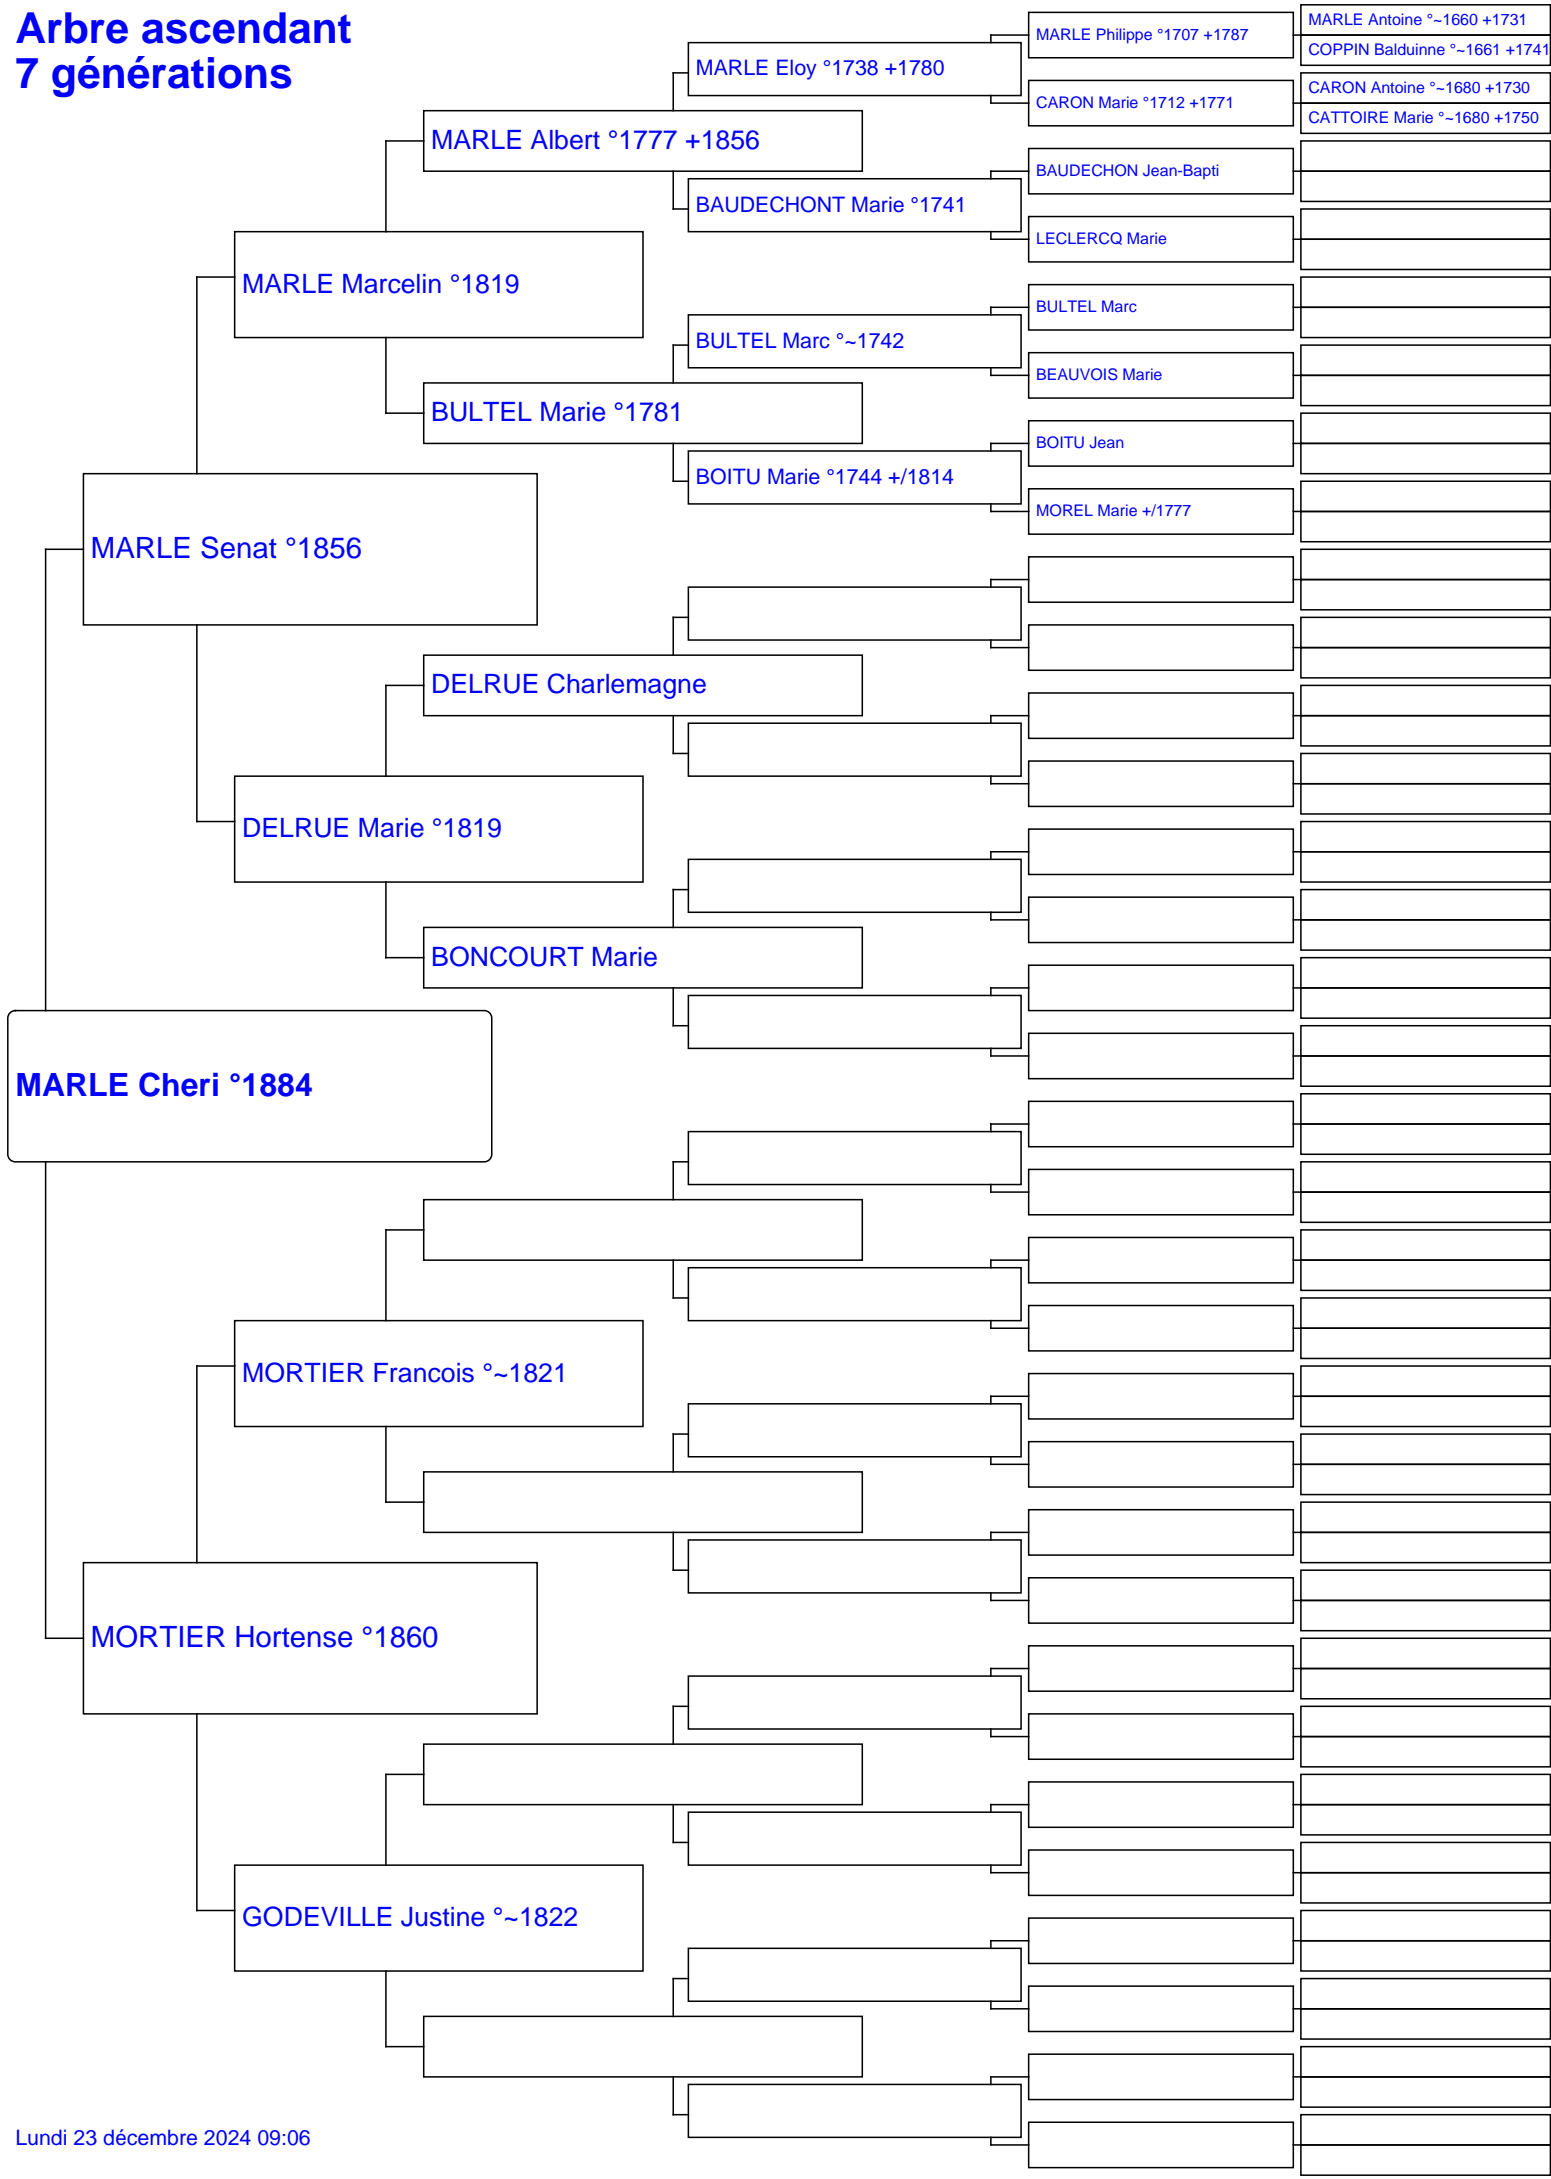 Arbre ascendant
7 générations
MARLE Antoine °~1660 +1731
MARLE Philippe °1707 +1787
COPPIN Balduinne °~1661 +1741
MARLE Eloy °1738 +1780
CARON Antoine °~1680 +1730
CARON Marie °1712 +1771
CATTOIRE Marie °~1680 +1750
MARLE Albert °1777 +1856
BAUDECHON Jean-Bapti
BAUDECHONT Marie °1741
LECLERCQ Marie
MARLE Marcelin °1819
BULTEL Marc
BULTEL Marc °~1742
BEAUVOIS Marie
BULTEL Marie °1781
BOITU Jean
BOITU Marie °1744 +/1814
MOREL Marie +/1777
MARLE Senat °1856
DELRUE Charlemagne
DELRUE Marie °1819
BONCOURT Marie
MARLE Cheri °1884
MORTIER Francois °~1821
MORTIER Hortense °1860
GODEVILLE Justine °~1822
Lundi 23 décembre 2024 09:06